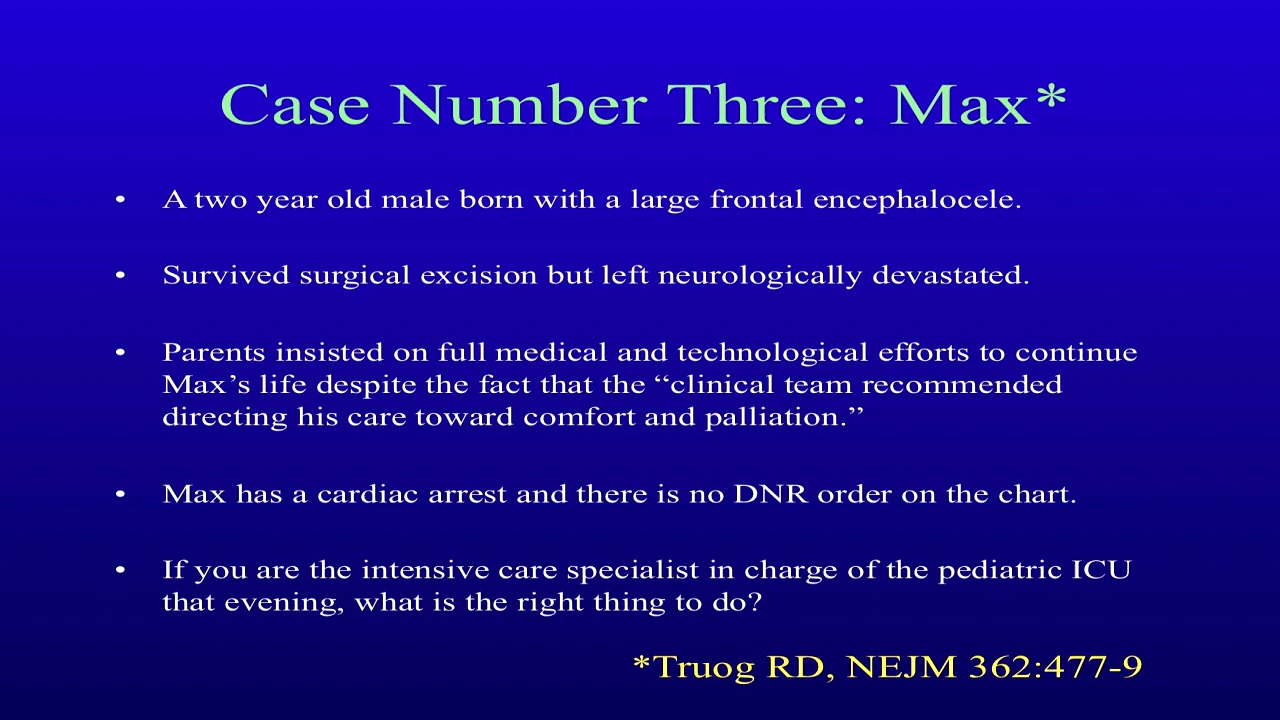 Case Number Three: Max*
• A two year old male born with a large frontal encephalocele.
• Survived surgical excision but left neurologically devastated.
• Parents insisted on full medical and technological efforts to continue
Max’s life despite the fact that the “clinical team recommended
directing his care toward comfort and palliation.”
• Max has a cardiac arrest and there is no DNR order on the chart.
• If you are the intensive care specialist in charge of the pediatric ICU
that evening, what is the right thing to do?
*Truog RD, NEJM 362:477-9